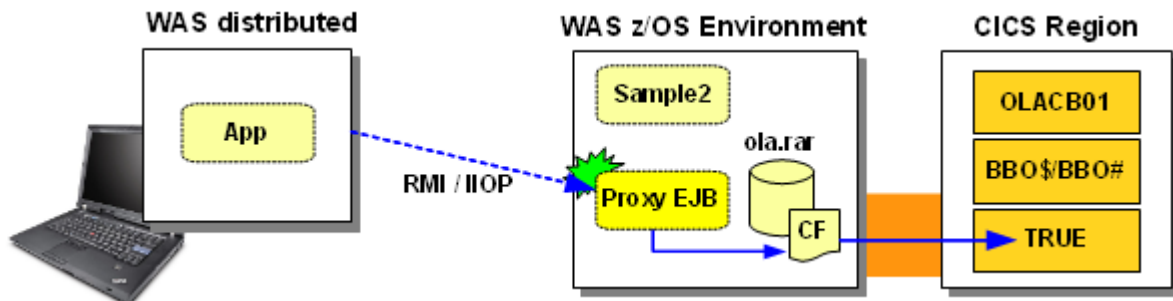 WAS distributed
App
RMI / IIOP
WAS z/OS Environment
Sample2
ola.rar
Proxy EJB
CF
CICS Region
OLACB01
BBO$/BBO#
TRUE